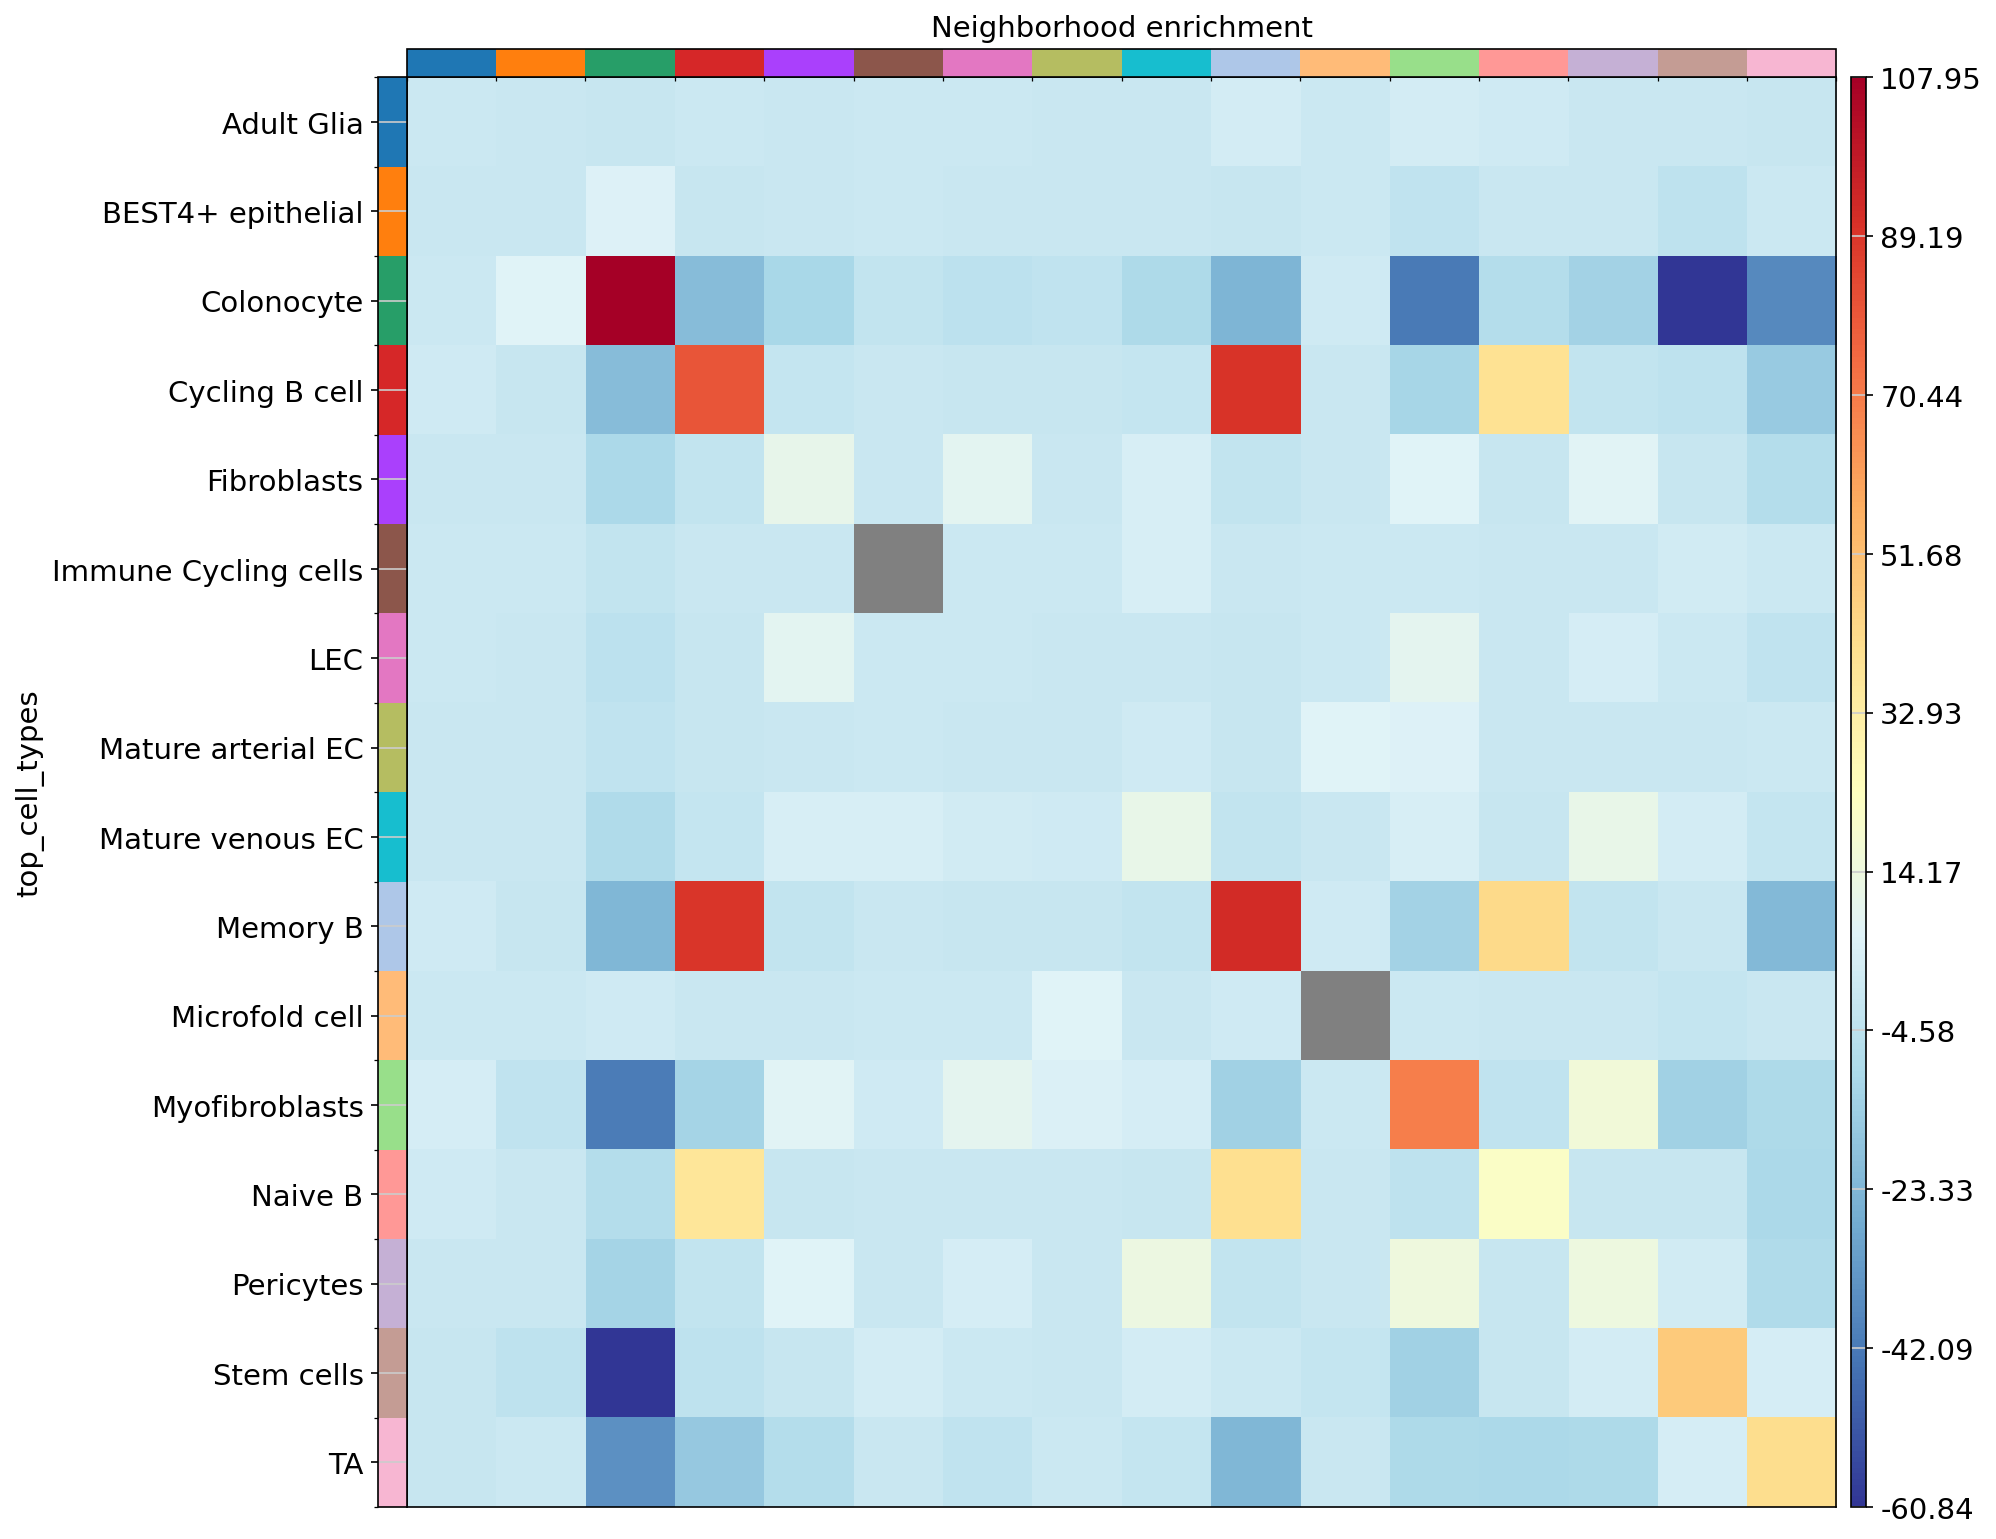 Neighborhood enrichment
top_cell_types
Adult Glia
BEST4+ epithelial
Colonocyte
Cycling B cell
Fibroblasts
Immune Cycling cells
LEC
Mature arterial EC
Mature venous EC
Memory B
Microfold cell
Myofibroblasts
Naive B
Pericytes
Stem cells
TA
107.95
89.19
70.44
51.68
32.93
14.17
-4.58
-23.33
-42.09
-60.84